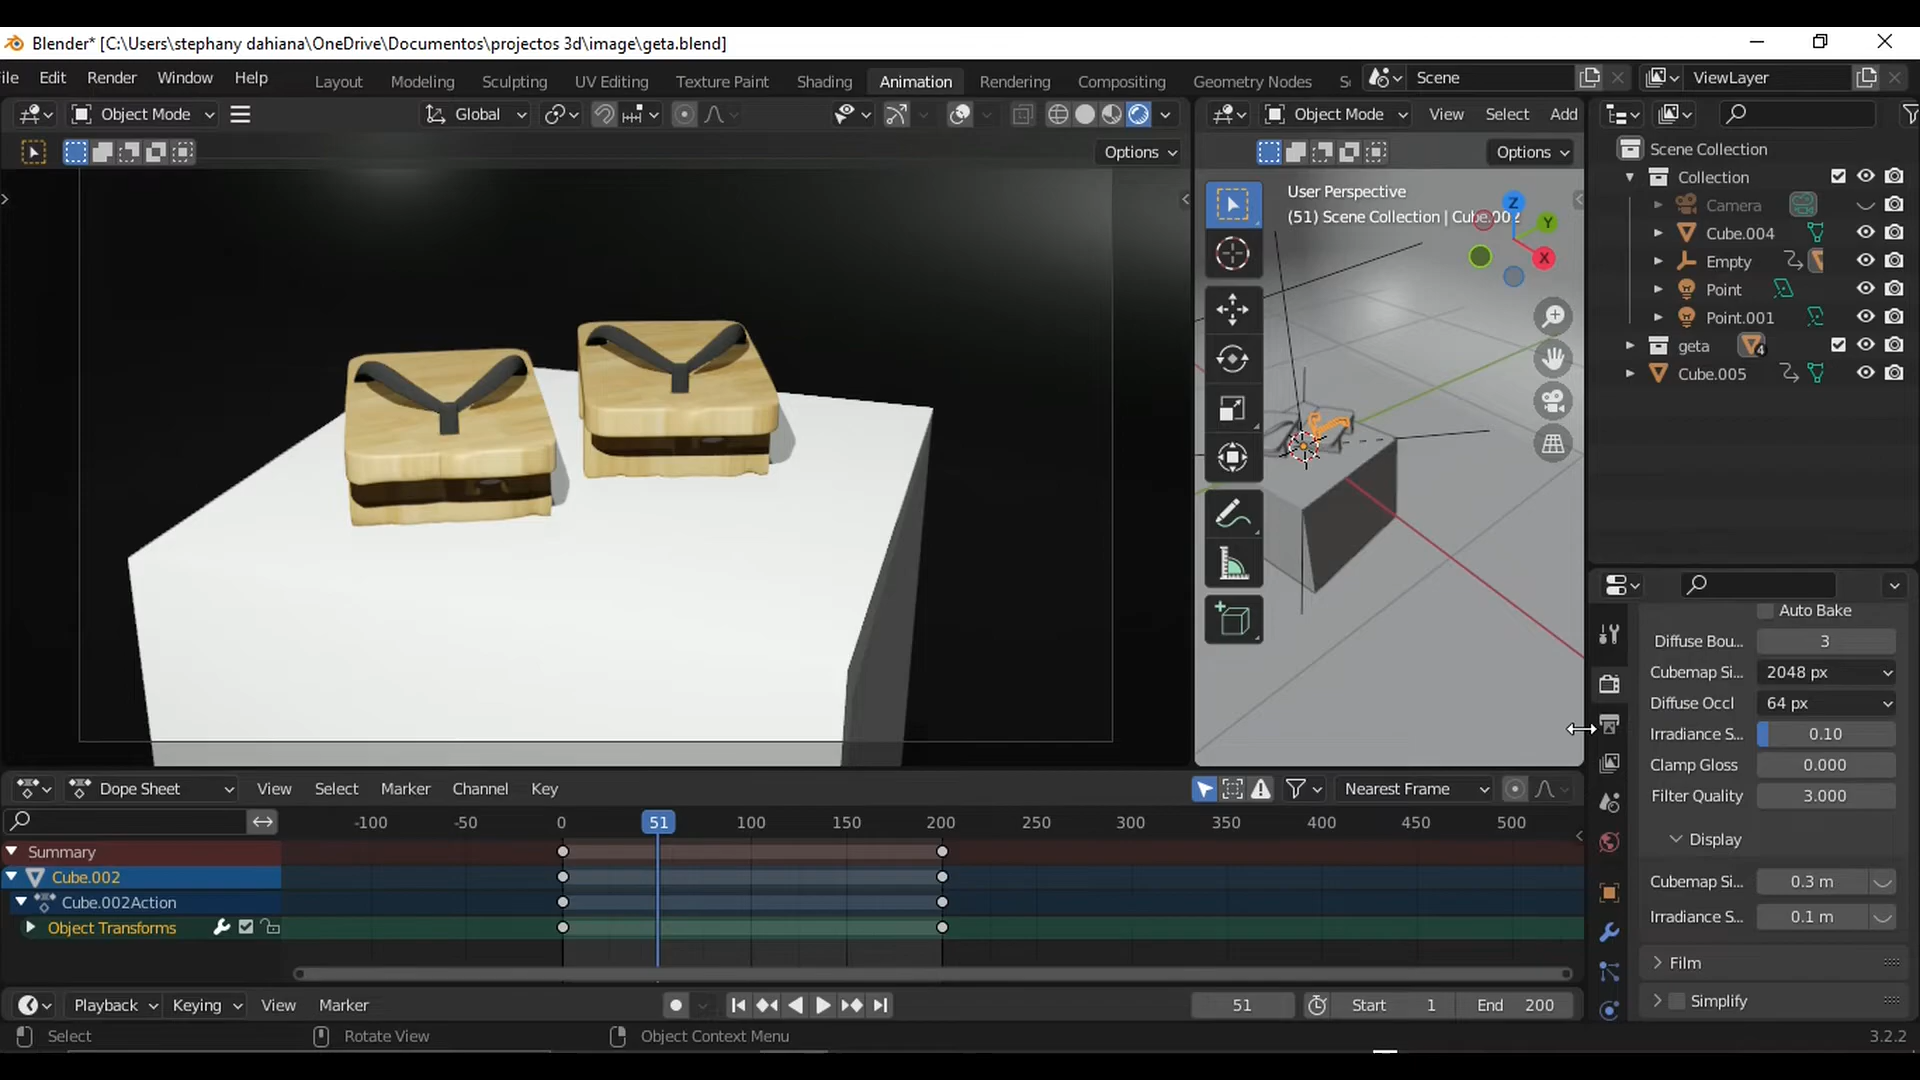 Blender* [C:\Users\stephany dahiana\OneDrive\Documentos\projectos 3d\image\geta.blend]
ile Edit Render Window Help Layout Modeling Sculpting UV Editing Texture Paint Shading Animation Rendering Compositing Geometry Nodes Sc Scene ViewLayer
Object Mode Global Object Mode View Select Add
Options Options
Scene Collection
Collection
Camera
Cube.004
Empty
Point
Point.001
geta 4
Cube.005
User Perspective
(51) Scene Collection | Cube.002
Z
Y
X
Auto Bake
Diffuse Bou... 3
Cubemap Si... 2048 px
Diffuse Occl 64 px
Irradiance S... 0.10
Clamp Gloss 0.000
Filter Quality 3.000
Display
Cubemap Si... 0.3 m
Irradiance S... 0.1 m
Film
Simplify
Dope Sheet View Select Marker Channel Key Nearest Frame
-100 -50 0 51 100 150 200 250 300 350 400 450 500
Summary
Cube.002
Cube.002Action
Object Transforms
Playback Keying View Marker 51 Start 1 End 200
Select Rotate View Object Context Menu 3.2.2